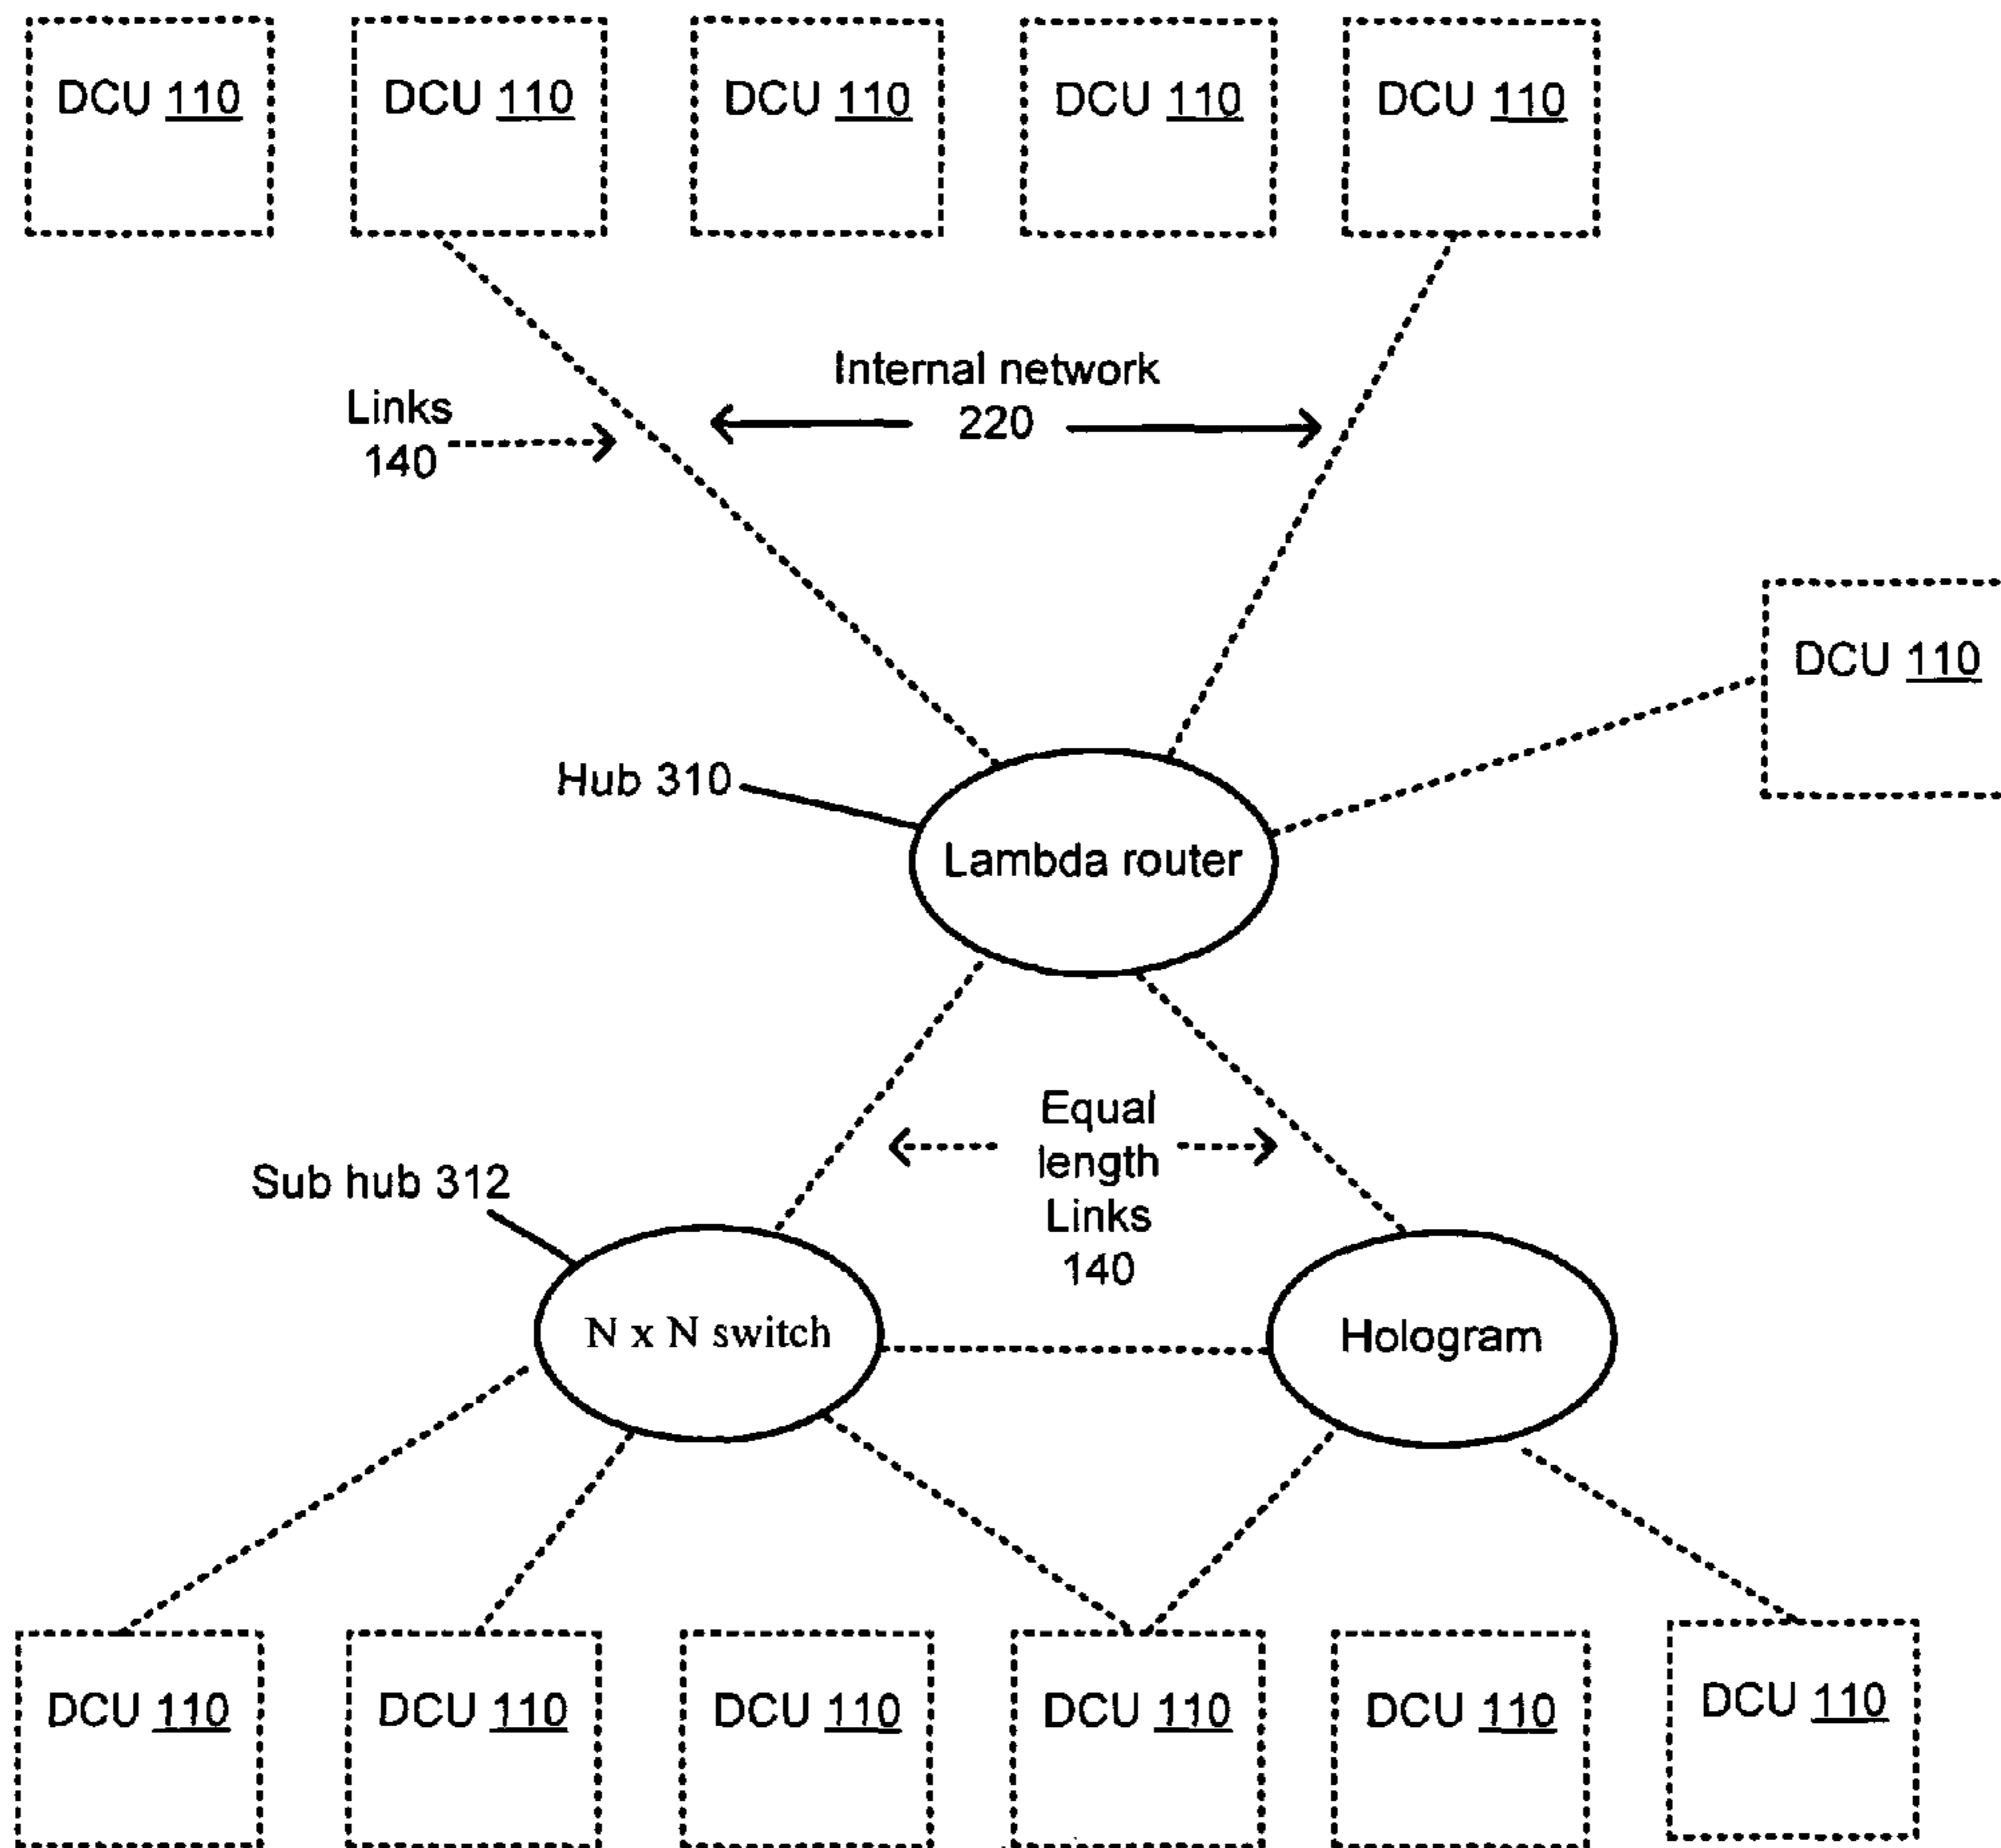 DCU 110
DCU 110
DCU 110
DCU 110
DCU 110
Internal network
220
Links
140
DCU 110
Hub 310
Lambda router
Equal
length
Links
140
Sub hub 312
N x N switch
Hologram
DCU 110
DCU 110
DCU 110
DCU 110
DCU 110
DCU 110